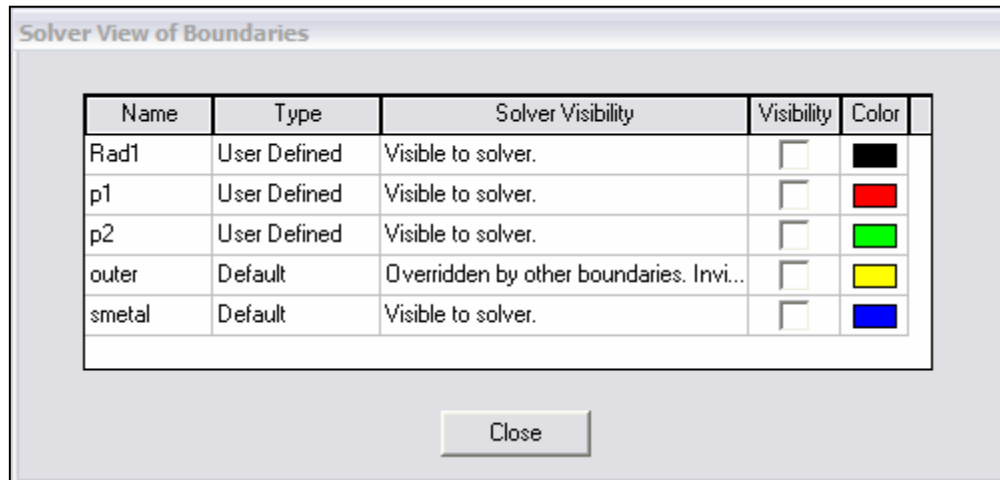 Solver View of Boundaries
Name Type Solver Visibility Visibility Color
Rad1 User Defined Visible to solver.
p1 User Defined Visible to solver.
p2 User Defined Visible to solver.
outer Default Overridden by other boundaries. Invi...
smetal Default Visible to solver.
Close